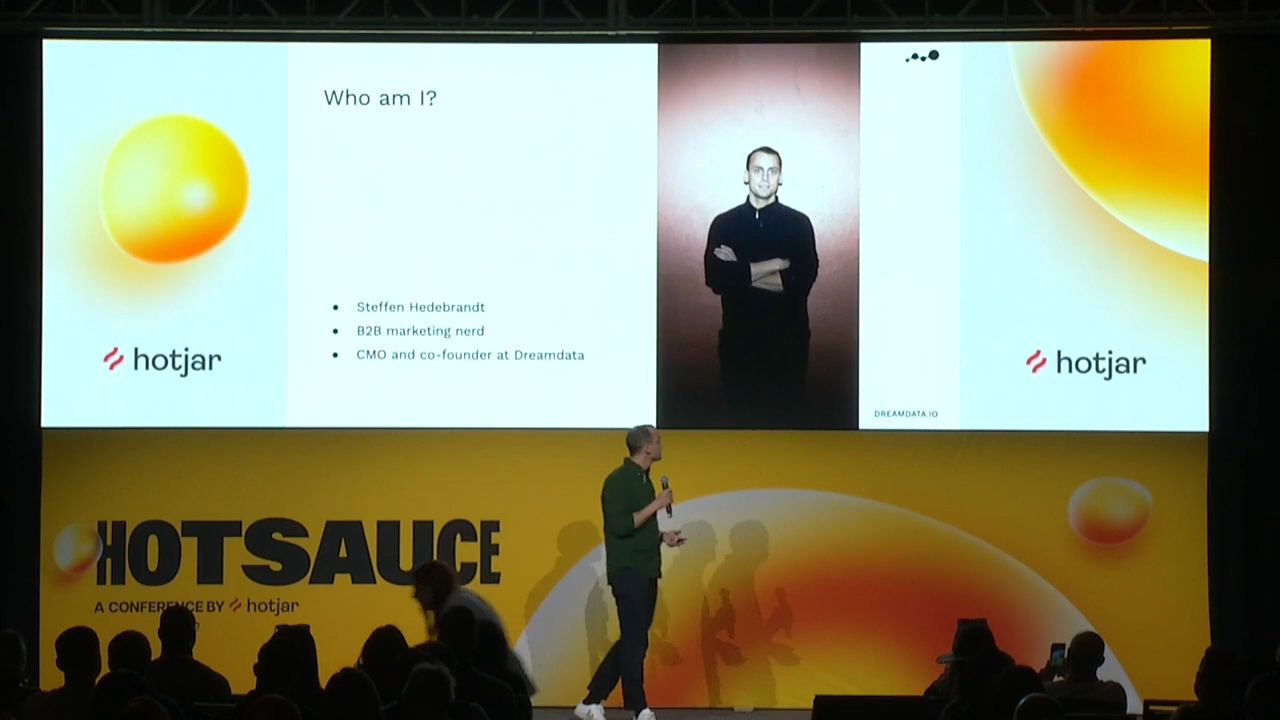 Who am I?
Steffen Hedebrandt
B2B marketing nerd
CMO and co-founder at Dreamdata
hotjar
hotjar
DREAMDATA.IO
HOTSAUCE
A CONFERENCE BY hotjar